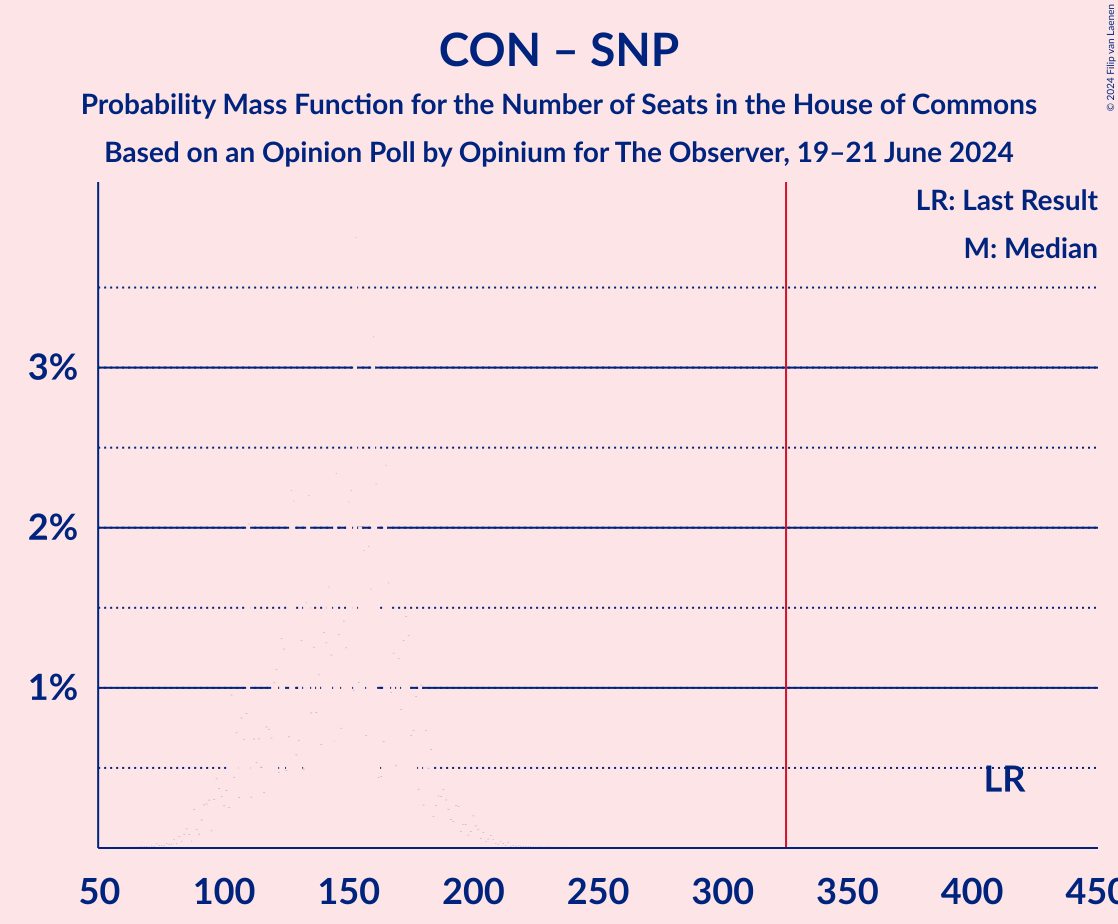 CON – SNP
Probability Mass Function for the Number of Seats in the House of Commons
Based on an Opinion Poll by Opinium for The Observer, 19–21 June 2024
© 2024 Filip van Laenen
LR: Last Result
M: Median
3%
2%
1%
LR
50 100 150 200 250 300 350 400 450